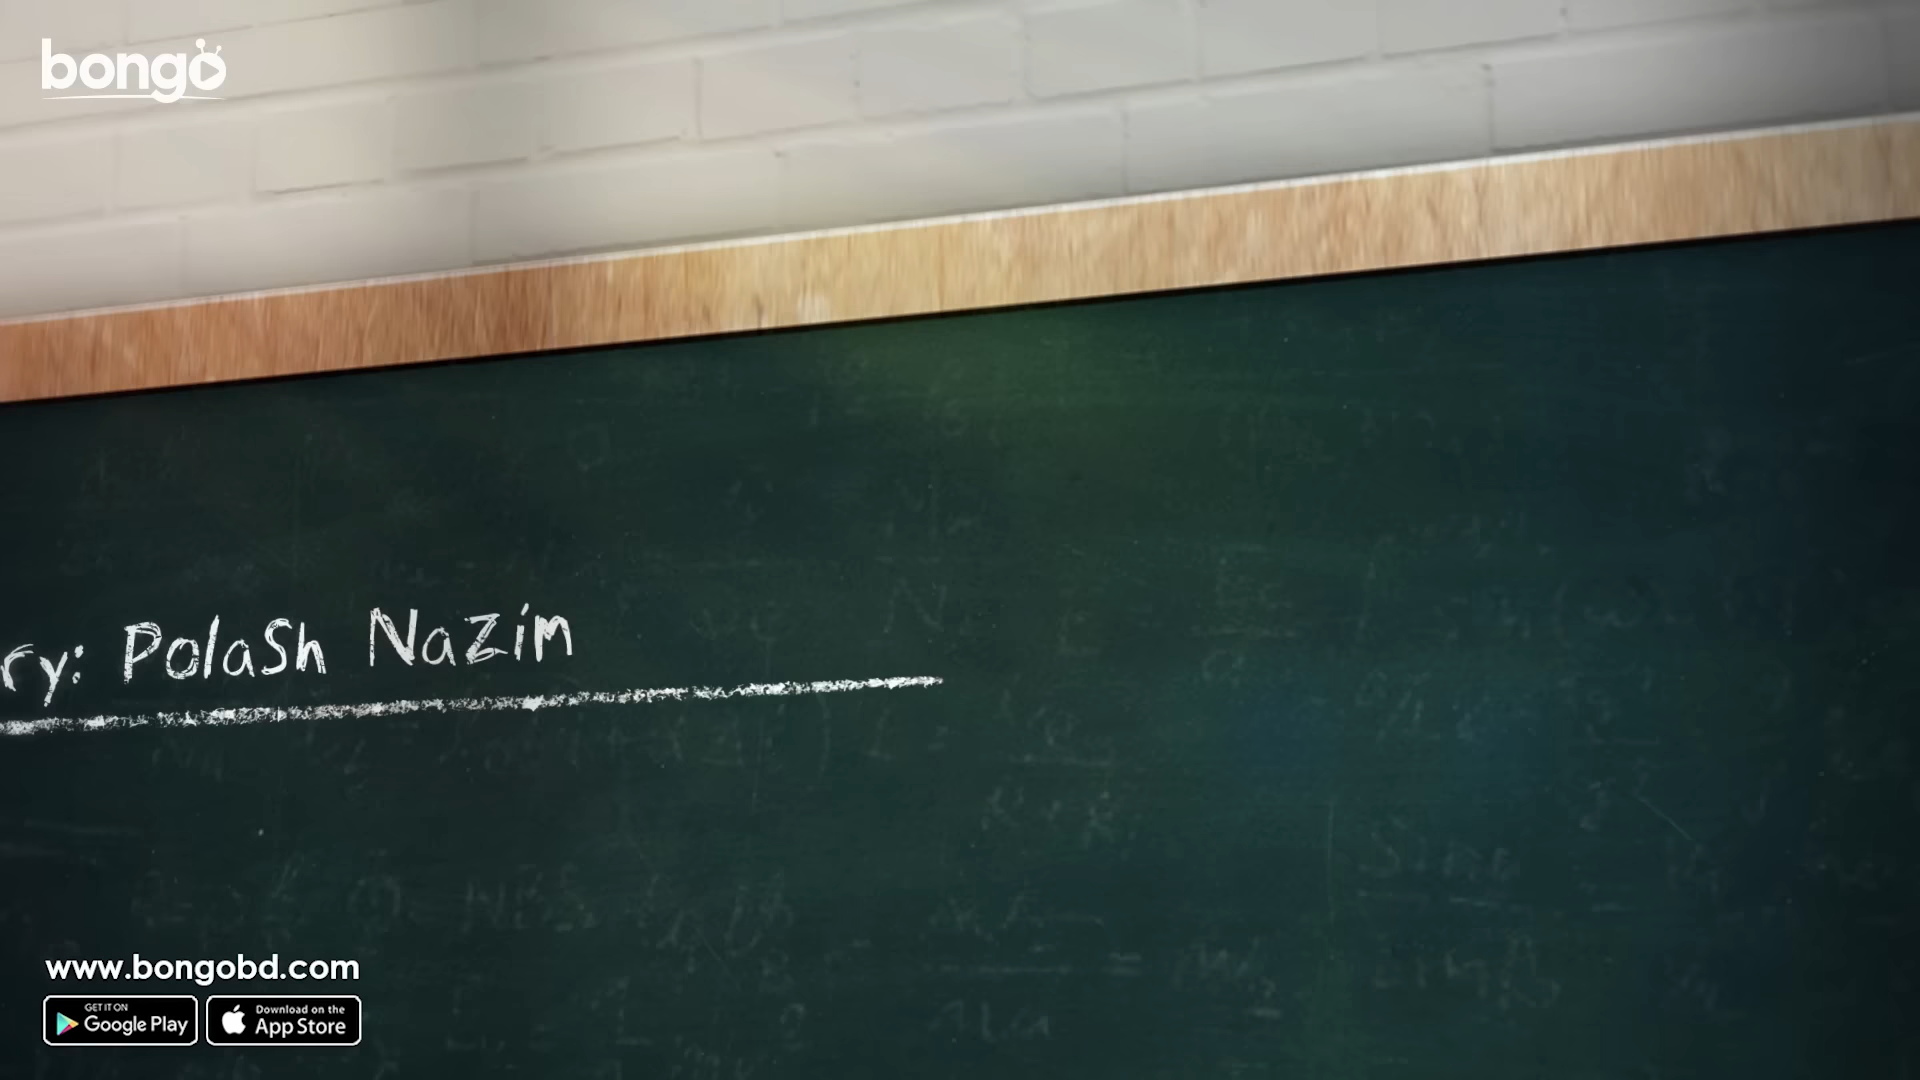 bongo
ry: Polash Nazim
www.bongobd.com
GET IT ON
Google Play
Download on the
App Store